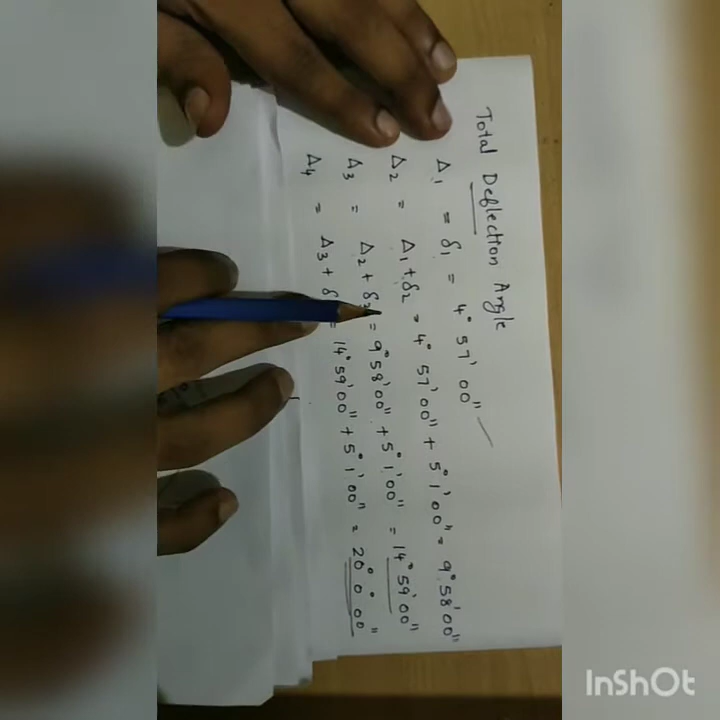 Total Deflection Angle
Δ1 = δ1 = 4° 57' 00"
Δ2 = Δ1 + δ2 = 4° 57' 00" + 5° 1' 00" = 9° 58' 00"
Δ3 = Δ2 + δ3 = 9° 58' 00" + 5° 1' 00" = 14° 59' 00"
Δ4 = Δ3 + δ = 14° 59' 00" + 5° 1' 00" = 20° 0° 00"
InShOt